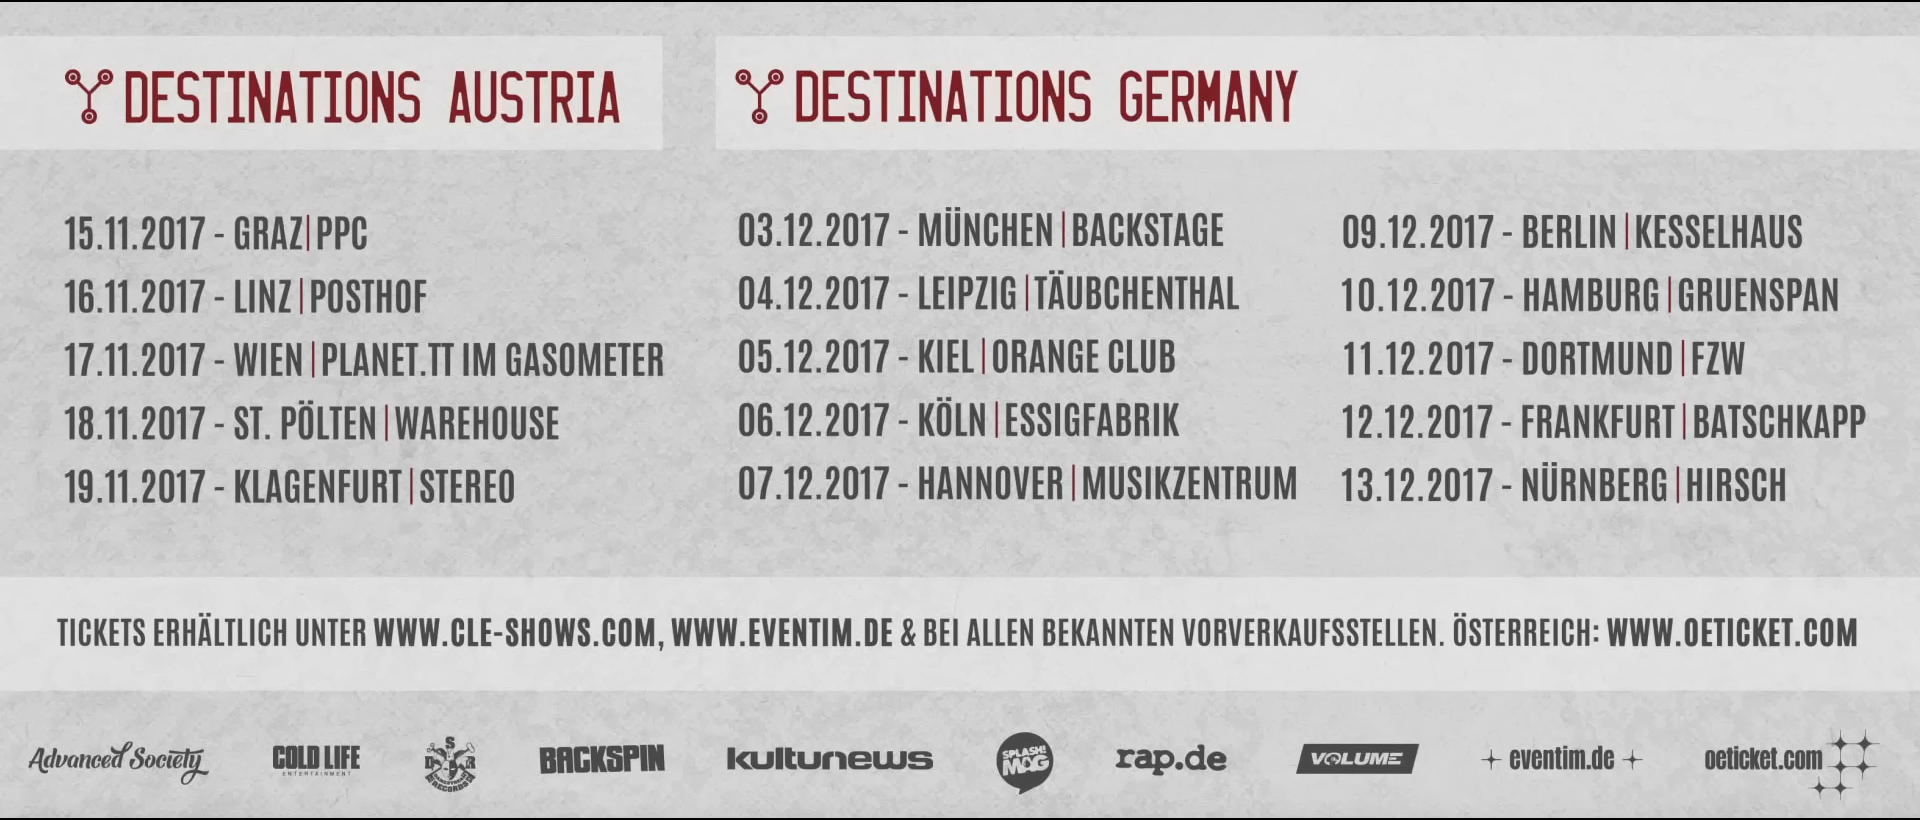 DESTINATIONS AUSTRIA
15.11.2017 - GRAZ|PPC
16.11.2017 - LINZ|POSTHOF
17.11.2017 - WIEN|PLANET.TT IM GASOMETER
18.11.2017 - ST. PÖLTEN|WAREHOUSE
19.11.2017 - KLAGENFURT|STEREO
DESTINATIONS GERMANY
03.12.2017 - MÜNCHEN|BACKSTAGE
04.12.2017 - LEIPZIG|TÄUBCHENTHAL
05.12.2017 - KIEL|ORANGE CLUB
06.12.2017 - KÖLN|ESSIGFABRIK
07.12.2017 - HANNOVER|MUSIKZENTRUM
09.12.2017 - BERLIN|KESSELHAUS
10.12.2017 - HAMBURG|GRUENSPAN
11.12.2017 - DORTMUND|FZW
12.12.2017 - FRANKFURT|BATSCHKAPP
13.12.2017 - NÜRNBERG|HIRSCH
TICKETS ERHÄLTLICH UNTER WWW.CLE-SHOWS.COM, WWW.EVENTIM.DE & BEI ALLEN BEKANNTEN VORVERKAUFSSTELLEN. ÖSTERREICH: WWW.OETICKET.COM
Advanced Society
COLD LIFE
ENTERTAINMENT
DSR
RECORDS
BACKSPIN
kulturnews
SPLASH!
MAG
rap.de
VOLUME
eventim.de
oeticket.com